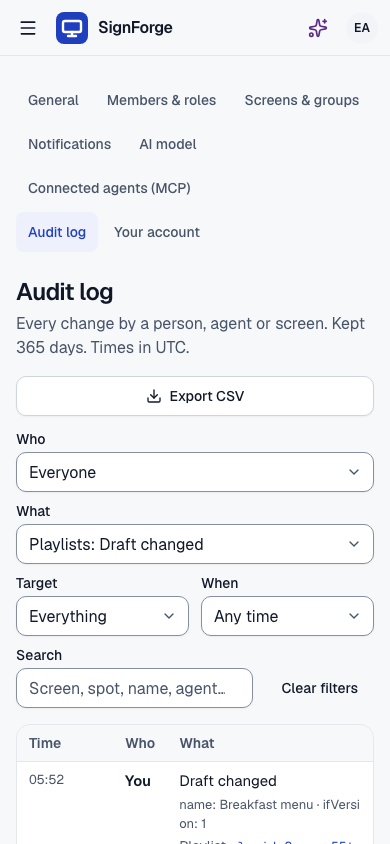 SignForge
EA
General Members & roles Screens & groups
Notifications AI model
Connected agents (MCP)
Audit log Your account
Audit log
Every change by a person, agent or screen. Kept
365 days. Times in UTC.
Export CSV
Who
Everyone
What
Playlists: Draft changed
Target When
Everything Any time
Search
Screen, spot, name, agent…
Clear filters
Time Who What
05:52 You Draft changed
name: Breakfast menu · ifVersi
on: 1